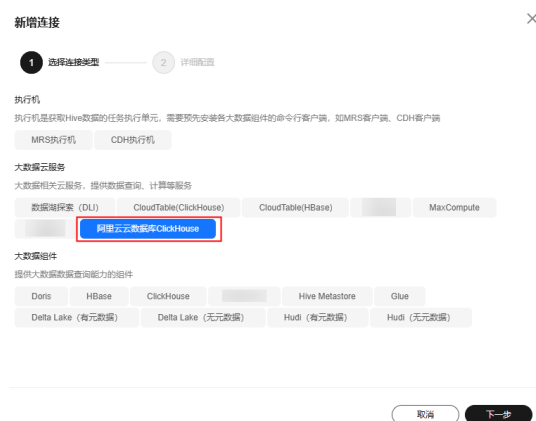 新增连接
1 选择连接类型 2 详细配置
执行机
执行机是获取Hive数据的任务执行单元，需要预先安装各大数据组件的命令行客户端，如MRS客户端、CDH客户端
MRS执行机 CDH执行机
大数据云服务
大数据相关云服务，提供数据查询、计算等服务
数据湖探索（DLI） CloudTable(ClickHouse) CloudTable(HBase) MaxCompute
阿里云云数据库ClickHouse
大数据组件
提供大数据数据查询能力的组件
Doris HBase ClickHouse Hive Metastore Glue
Delta Lake（有元数据） Delta Lake（无元数据） Hudi（有元数据） Hudi（无元数据）
取消 下一步